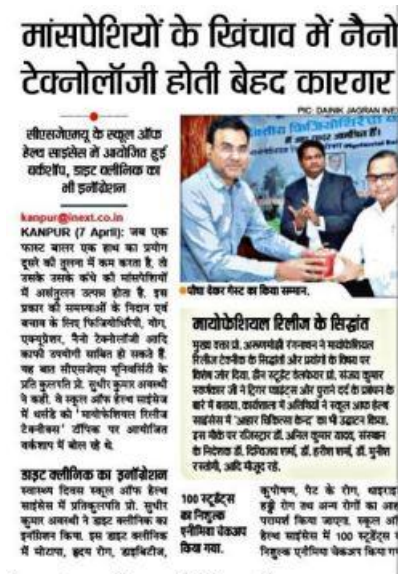 मांसपेशियों के खिंचाव में नैनो
टेक्नोलॉजी होती बेहद कारगर
PIC: DAINIK JAGRAN INE
सीएसजेएमयू के स्कूल ऑफ
हेल्थ साइंसेस में आयोजित हुई
वर्कशॉप, डाइट क्लीनिक का
भी इनॉग्रेशन
kanpur@inext.co.in
KANPUR (7 April): जब एक
फास्ट बालर एक हाथ का प्रयोग
दूसरे की तुलना में कम करता है, तो
उसके उसके कंधे की मांसपेशियों
में असंतुलन उत्पन्न होता है. इस
प्रकार की समस्याओं के निदान एवं
बचाव के लिए फिजियोथिरैपी, योग,
एक्यूप्रेशर, नैनो टेक्नोलॉजी आदि
काफी उपयोगी साबित हो सकते हैं.
यह बात सीएसजेएम यूनिवर्सिटी के
प्रति कुलपति प्रो. सुधीर कुमार अवस्थी
ने कही. वे स्कूल ऑफ हेल्थ साइंसेज
में थर्सडे को 'मायोफेशियल रिलीज
टेक्नीक्स' टॉपिक पर आयोजित
वर्कशाप में बोल रहे थे.
डाइट क्लीनिक का इनॉग्रेशन
स्वास्थ्य दिवस स्कूल ऑफ हेल्थ
साइंसेस में प्रतिकुलपति प्रो. सुधीर
कुमार अवस्थी ने डाइट क्लीनिक का
इनॉग्रेशन किया. इस डाइट क्लीनिक
में मोटापा, हृदय रोग, डाइबिटीज,
पौधा देकर गेस्ट का किया सम्मान.
मायोफेशियल रिलीज के सिद्धांत
मुख्य वक्ता प्रो. अरुणमोझी रंगनाथन ने मायोफेशियल
रिलीज टेक्नीक के सिद्धांतों और प्रयोगों के विषय पर
विशेष जोर दिया. डीन स्टूडेंट वेलफेयर प्रो. संजय कुमार
स्वर्णकार जी ने ट्रिगर प्वाइंट्स और पुराने दर्द के प्रबंधन के
बारे में बताया. कार्यशाला में अतिथियों ने स्कूल आफ हेल्थ
साइंसेस में 'आहार चिकित्सा केन्द्र' का भी उद्घाटन किया.
इस मौके पर रजिस्ट्रार डॉ. अनिल कुमार यादव, संस्थान
के निदेशक डॉ. दिग्विजय शर्मा, डॉ. हरीश शर्मा, डॉ. मुनीश
रस्तोगी, आदि मौजूद रहे.
100 स्टूडेंट्स
का निशुल्क
एनीमिया चेकअप
किया गया.
कुपोषण, पेट के रोग, थाइराइ
हड्डी रोग तथा अन्य रोगों का आह
परामर्श किया जाएगा. स्कूल ऑ
हेल्थ साइंसेस में 100 स्टूडेंट्स
निशुल्क एनीमिया चेकअप किया ग